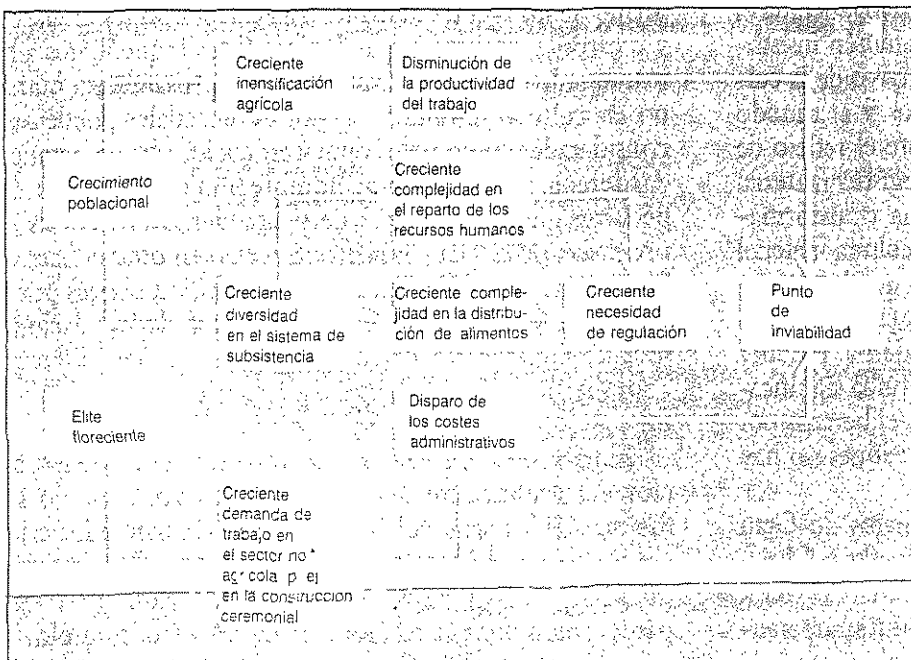 Creciente
inensificación
agrícola
Disminución de
la productividad
del trabajo
Crecimiento
poblacional
Creciente
complejidad en
el reparto de los
recursos humanos
Creciente
diversidad
en el sistema de
subsistencia
Creciente comple-
jidad en la distribu-
ción de alimentos
Creciente
necesidad
de regulación
Punto
de
inviabilidad
Elite
floreciente
Disparo de
los costes
administrativos
Creciente
demanda de
trabajo en
el sector no
agrícola p ej
en la construcción
ceremonial